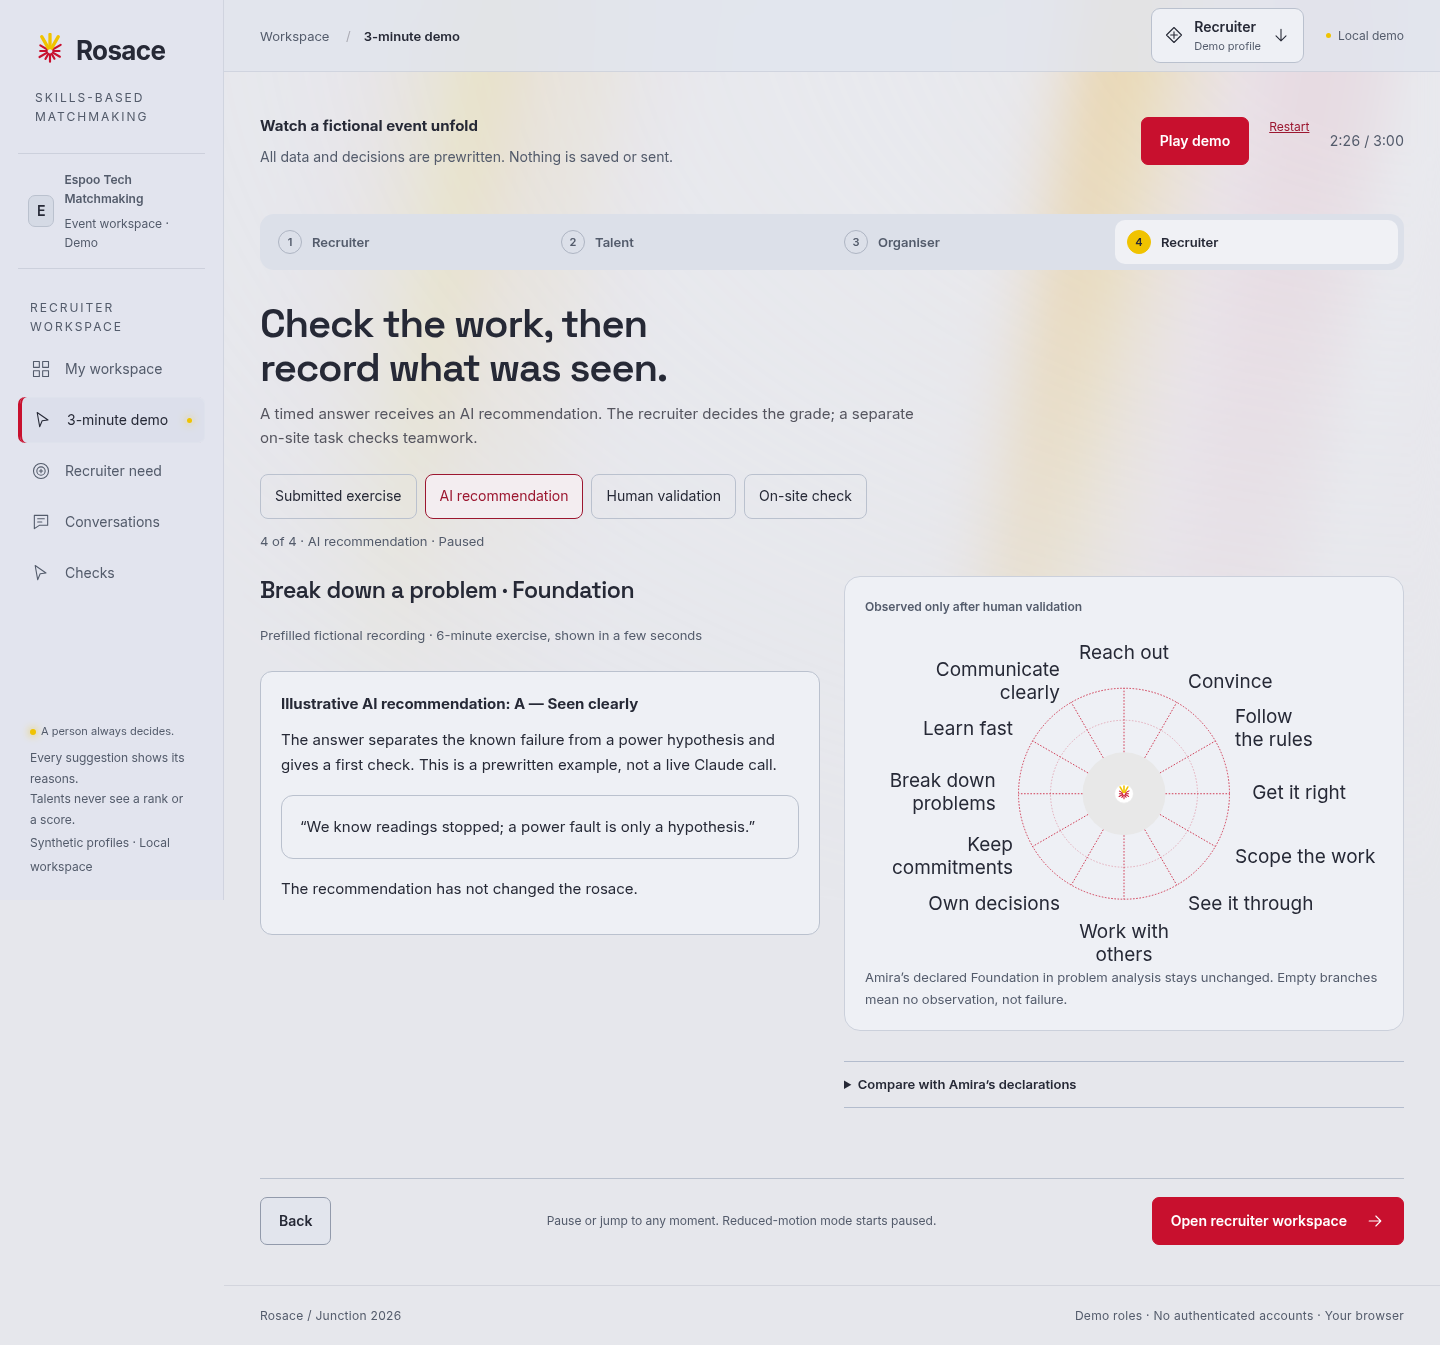 Rosace
SKILLS-BASED
MATCHMAKING
E
Espoo Tech
Matchmaking
Event workspace ·
Demo
RECRUITER
WORKSPACE
My workspace
3-minute demo
Recruiter need
Conversations
Checks
A person always decides.
Every suggestion shows its
reasons.
Talents never see a rank or
a score.
Synthetic profiles · Local
workspace
Workspace / 3-minute demo
Recruiter
Demo profile
Local demo
Watch a fictional event unfold
All data and decisions are prewritten. Nothing is saved or sent.
Play demo
Restart
2:26 / 3:00
1 Recruiter
2 Talent
3 Organiser
4 Recruiter
Check the work, then
record what was seen.
A timed answer receives an AI recommendation. The recruiter decides the grade; a separate
on-site task checks teamwork.
Submitted exercise
AI recommendation
Human validation
On-site check
4 of 4 · AI recommendation · Paused
Break down a problem · Foundation
Prefilled fictional recording · 6-minute exercise, shown in a few seconds
Illustrative AI recommendation: A — Seen clearly
The answer separates the known failure from a power hypothesis and
gives a first check. This is a prewritten example, not a live Claude call.
“We know readings stopped; a power fault is only a hypothesis.”
The recommendation has not changed the rosace.
Observed only after human validation
Reach out
Convince
Follow
the rules
Get it right
Scope the work
See it through
Work with
others
Own decisions
Keep
commitments
Break down
problems
Learn fast
Communicate
clearly
Amira’s declared Foundation in problem analysis stays unchanged. Empty branches
mean no observation, not failure.
Compare with Amira’s declarations
Back
Pause or jump to any moment. Reduced-motion mode starts paused.
Open recruiter workspace
Rosace / Junction 2026
Demo roles · No authenticated accounts · Your browser